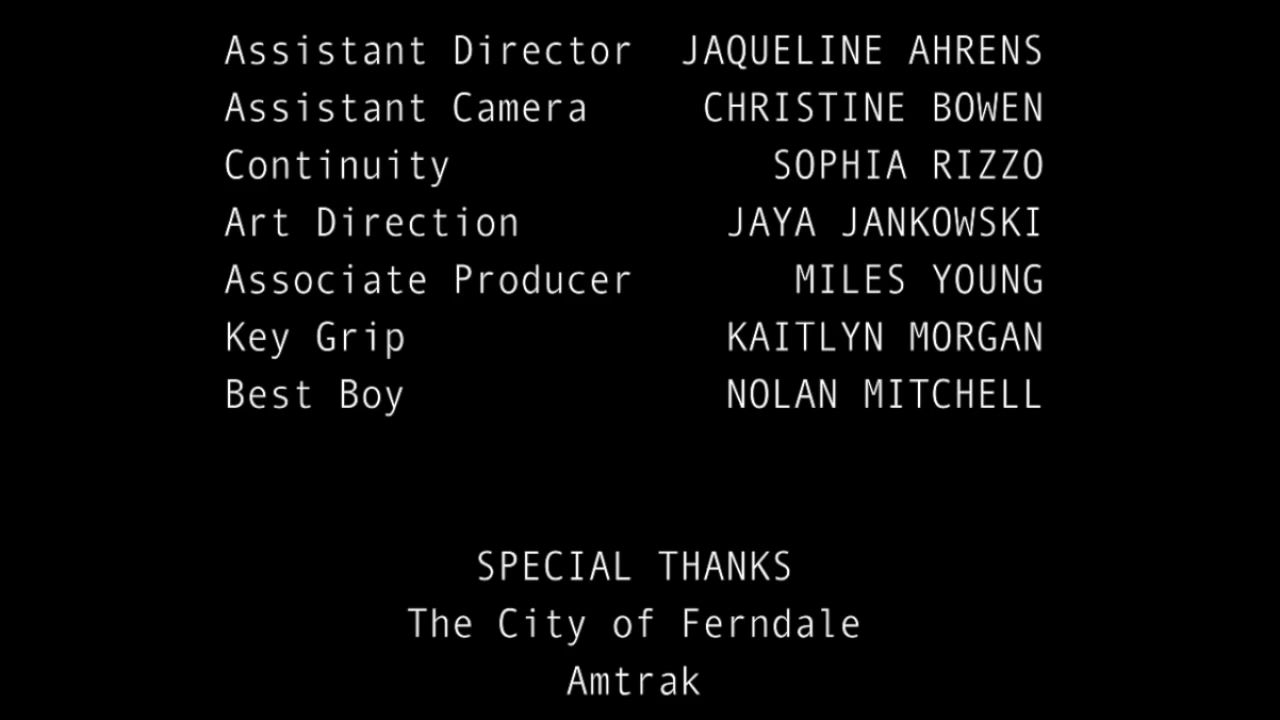 Assistant Director JAQUELINE AHRENS
Assistant Camera CHRISTINE BOWEN
Continuity SOPHIA RIZZO
Art Direction JAYA JANKOWSKI
Associate Producer MILES YOUNG
Key Grip KAITLYN MORGAN
Best Boy NOLAN MITCHELL
SPECIAL THANKS
The City of Ferndale
Amtrak